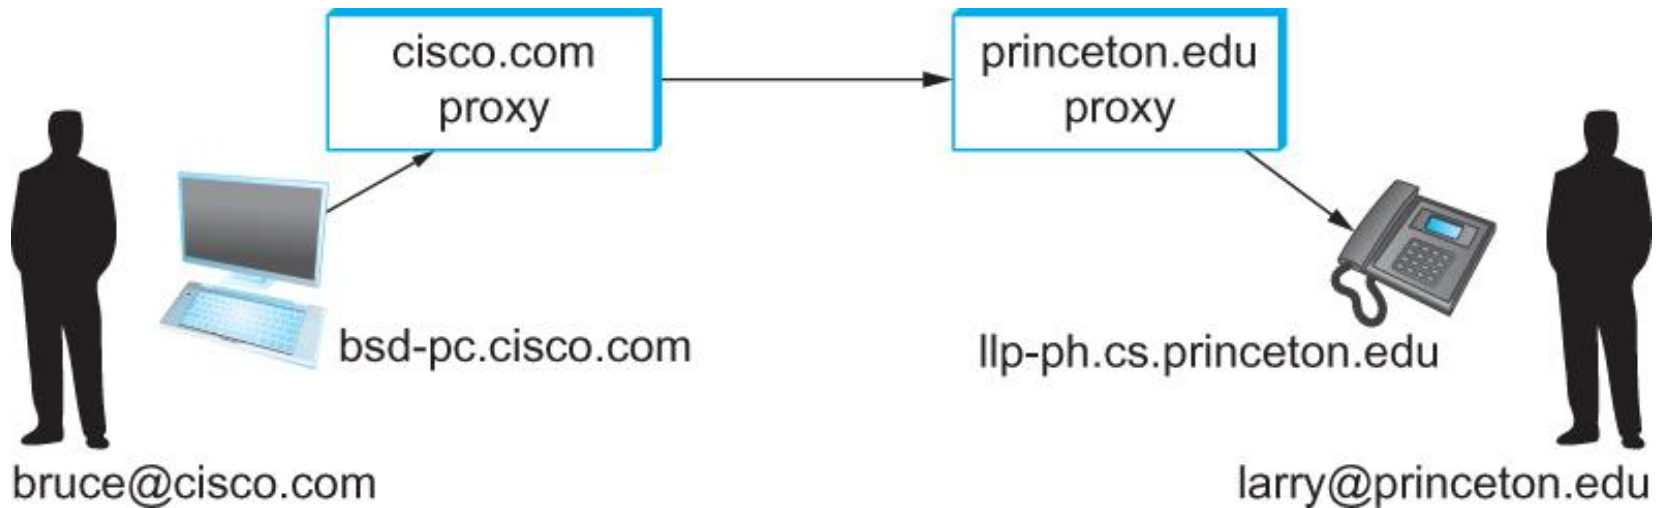 cisco.com
proxy
princeton.edu
proxy
bsd-pc.cisco.com
llp-ph.cs.princeton.edu
bruce@cisco.com
larry@princeton.edu